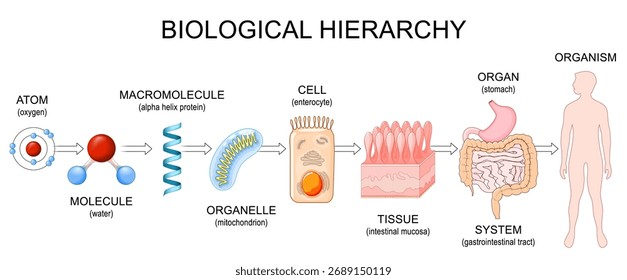 BIOLOGICAL HIERARCHY
ATOM
(oxygen)
MOLECULE
(water)
MACROMOLECULE
(alpha helix protein)
ORGANELLE
(mitochondrion)
CELL
(enterocyte)
TISSUE
(intestinal mucosa)
ORGAN
(stomach)
SYSTEM
(gastrointestinal tract)
ORGANISM
shutterstock.com · 2689150119